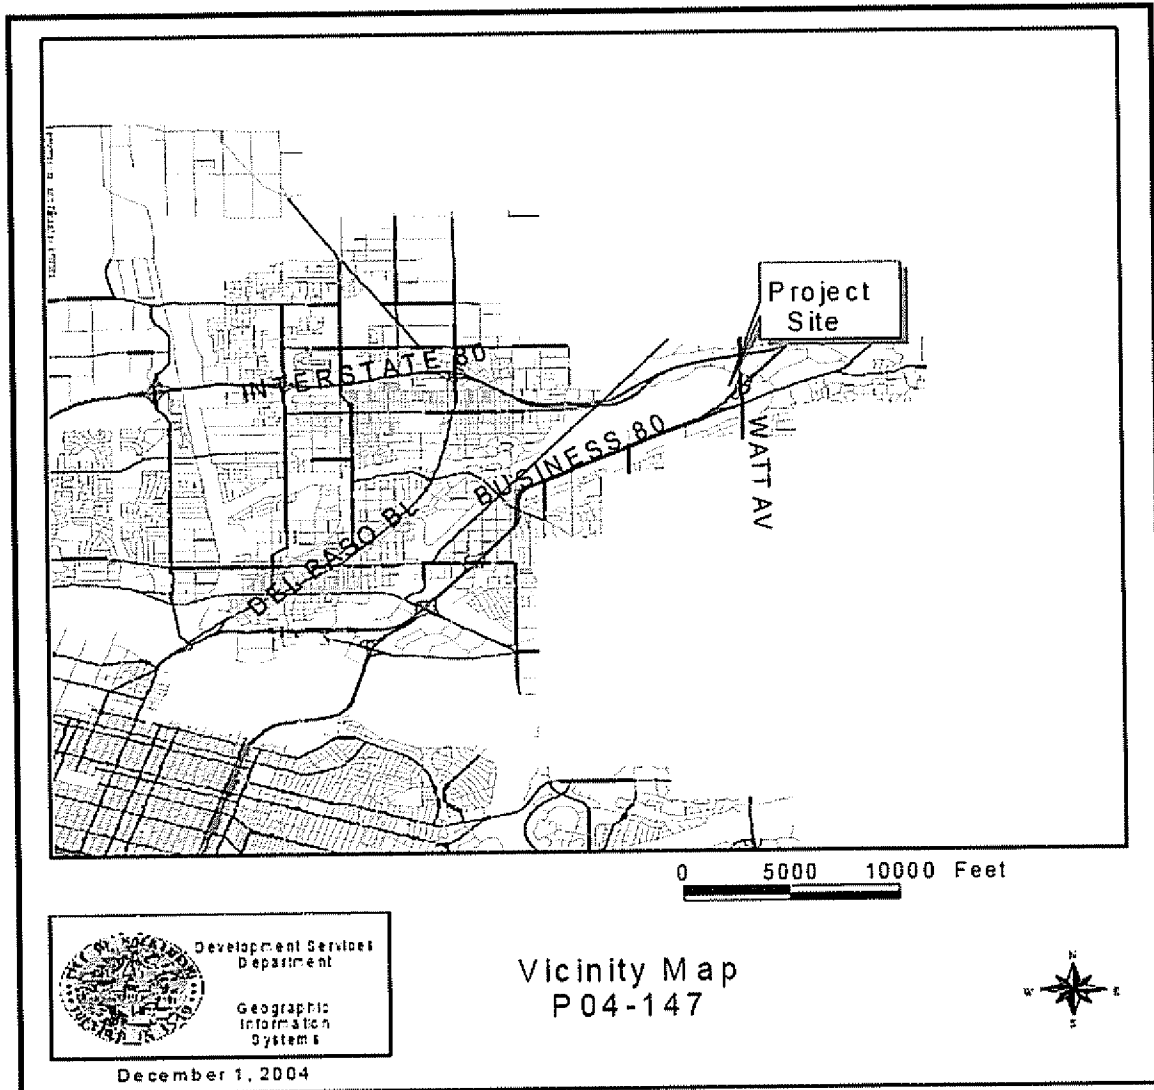 Project
Site
INTERSTATE 80
BUSINESS 80
WATT AV
DEL PASO BL
0 5000 10000 Feet
Development Services
Department
Geographic
Information
Systems
Vicinity Map
P04-147
N
W E
S
December 1, 2004